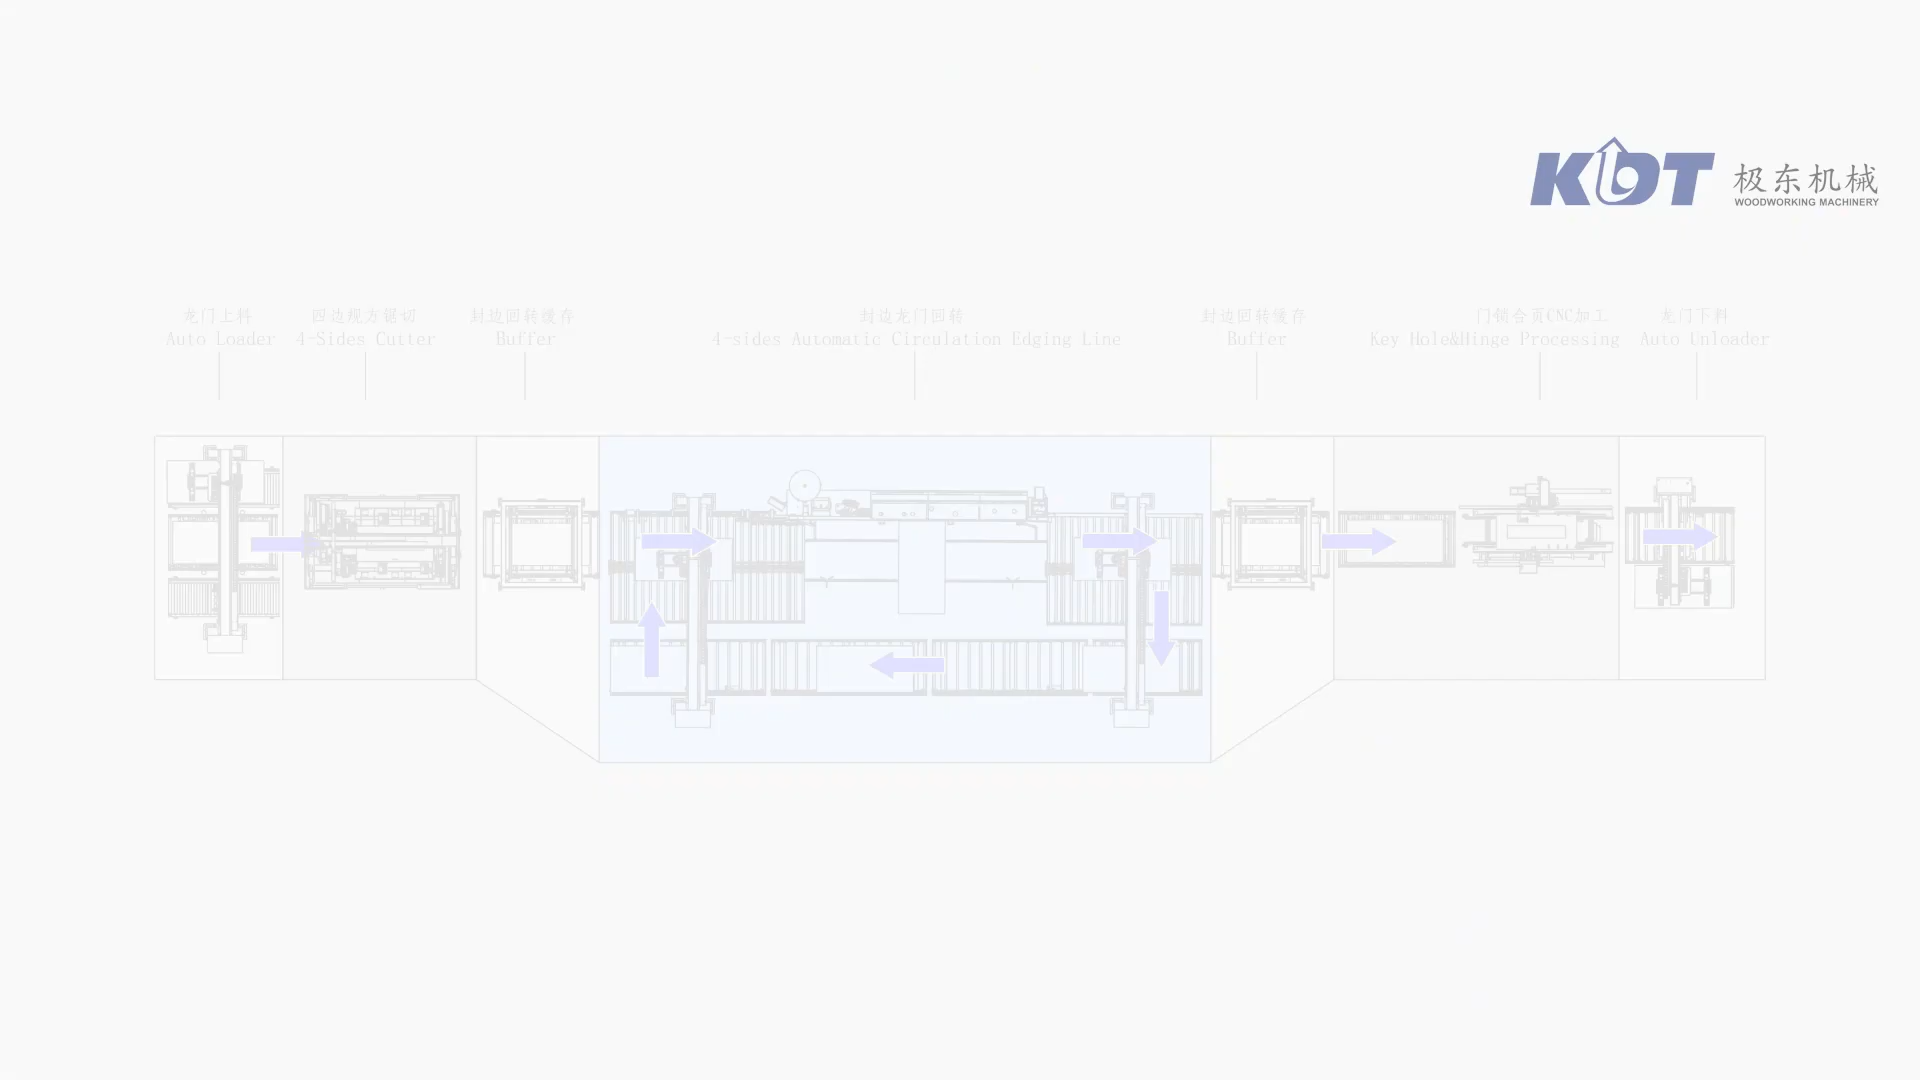 KDT 极东机械
WOODWORKING MACHINERY
龙门上料
Auto Loader
四边规方锯切
4-Sides Cutter
封边回转缓存
Buffer
封边龙门回转
4-sides Automatic Circulation Edging Line
封边回转缓存
Buffer
门锁合页CNC加工
Key Hole&Hinge Processing
龙门下料
Auto Unloader